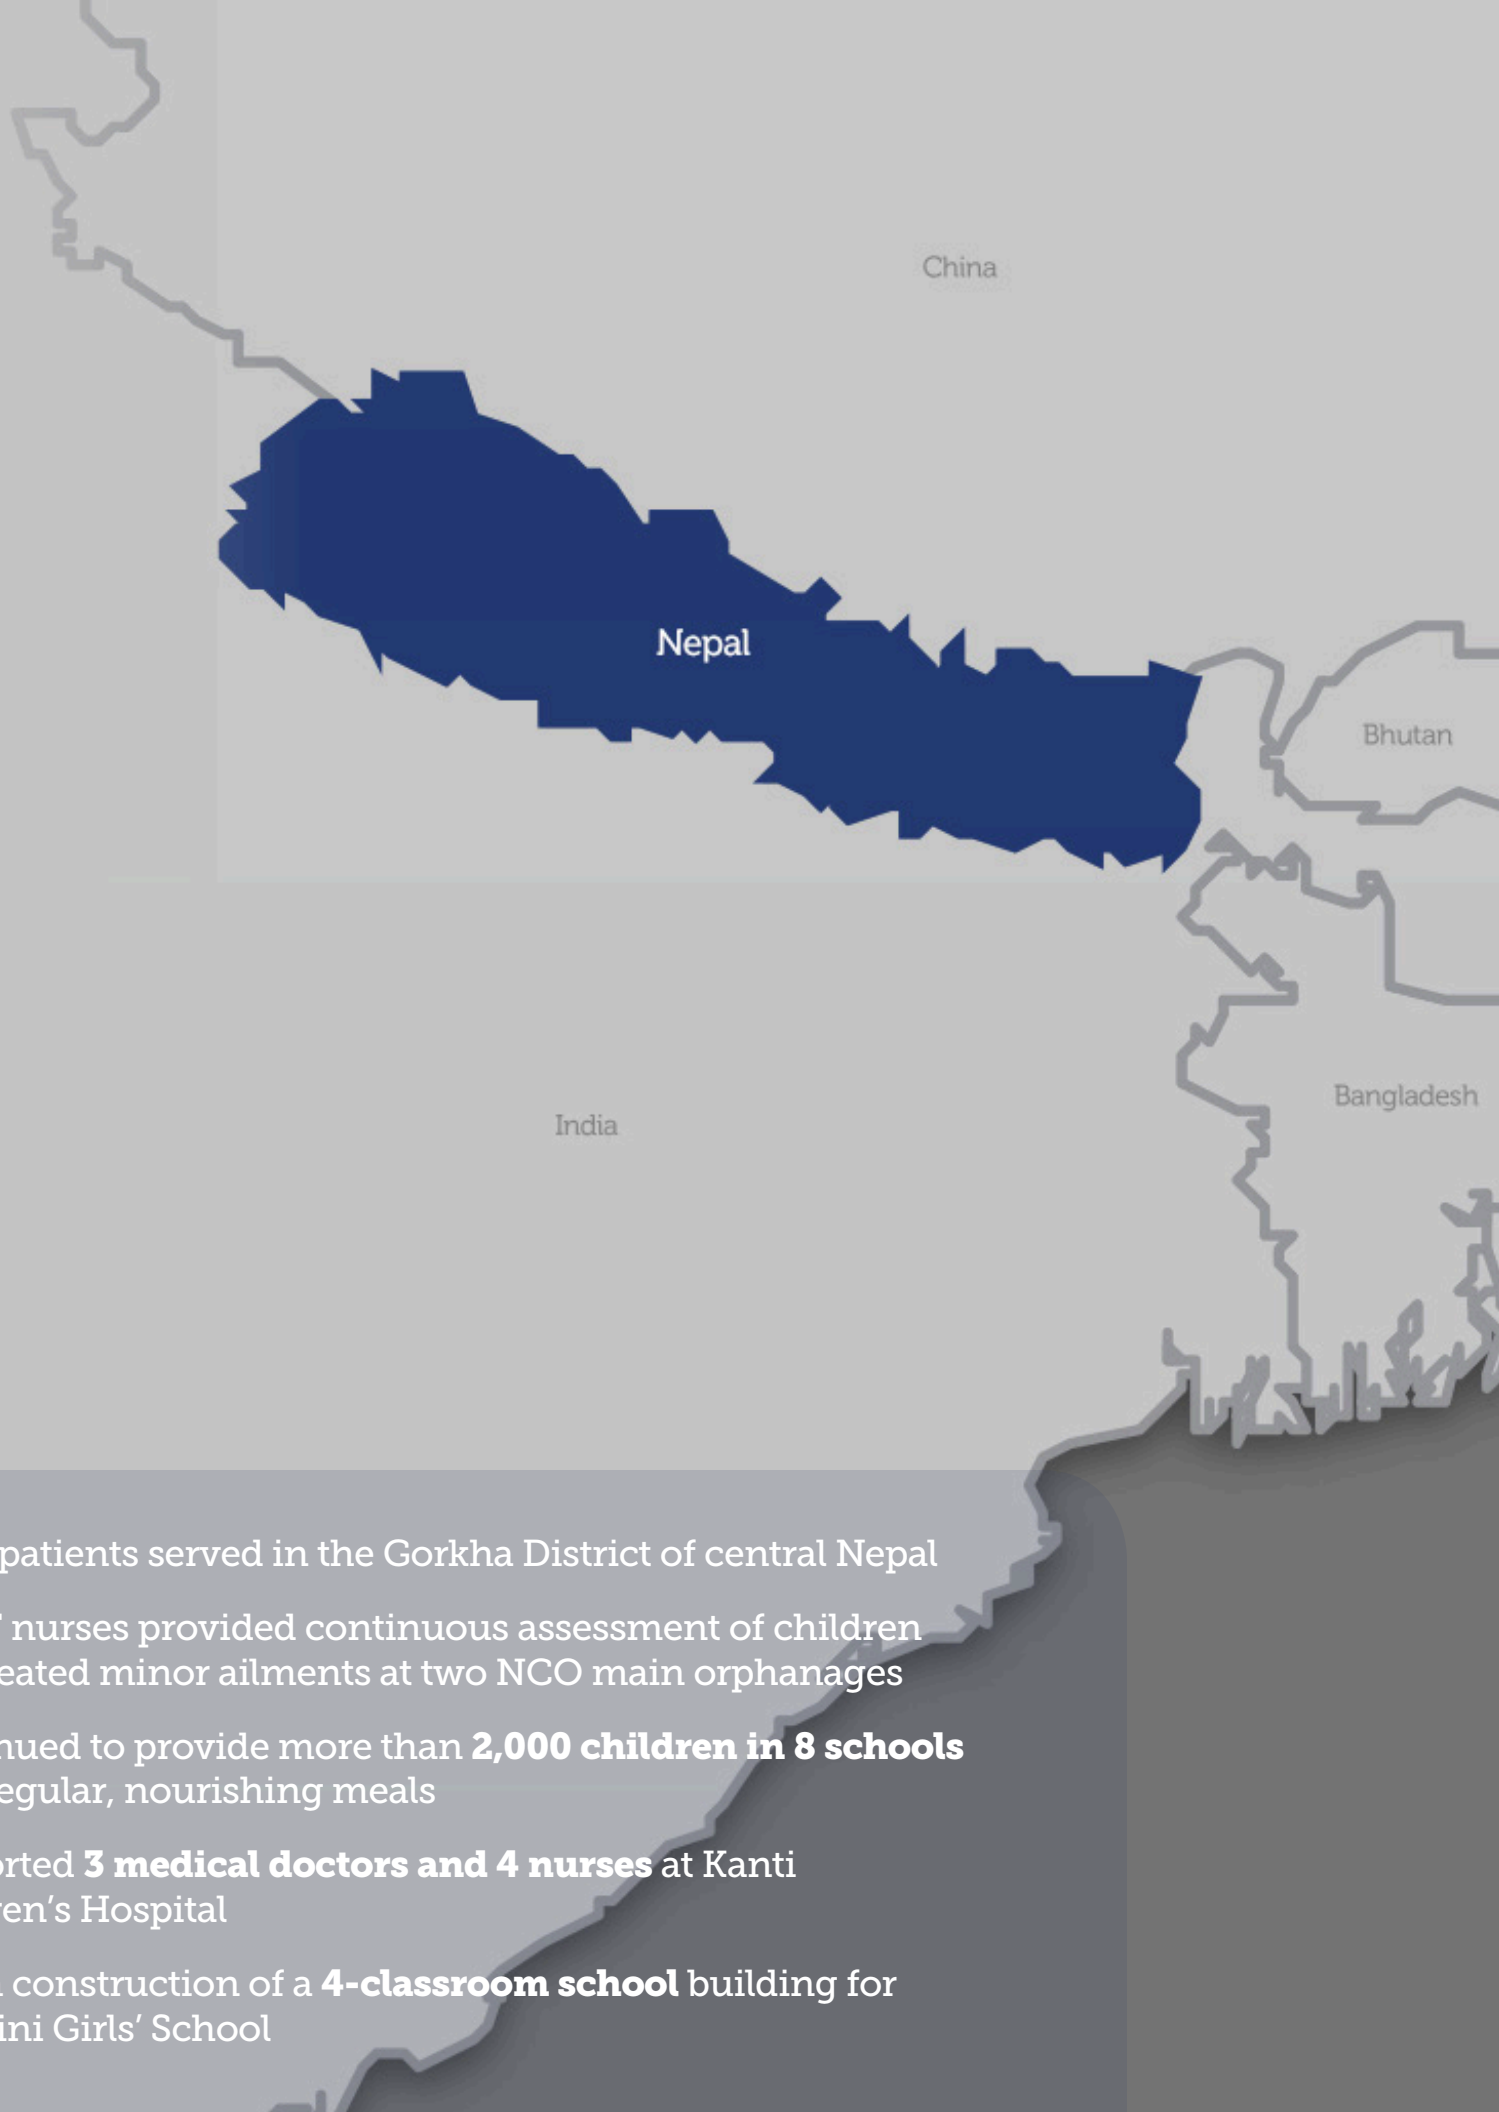 China
Nepal
Bhutan
Bangladesh
India
patients served in the Gorkha District of central Nepal
nurses provided continuous assessment of children
eated minor ailments at two NCO main orphanages
nued to provide more than 2,000 children in 8 schools
egular, nourishing meals
orted 3 medical doctors and 4 nurses at Kanti
en’s Hospital
construction of a 4-classroom school building for
ini Girls’ School